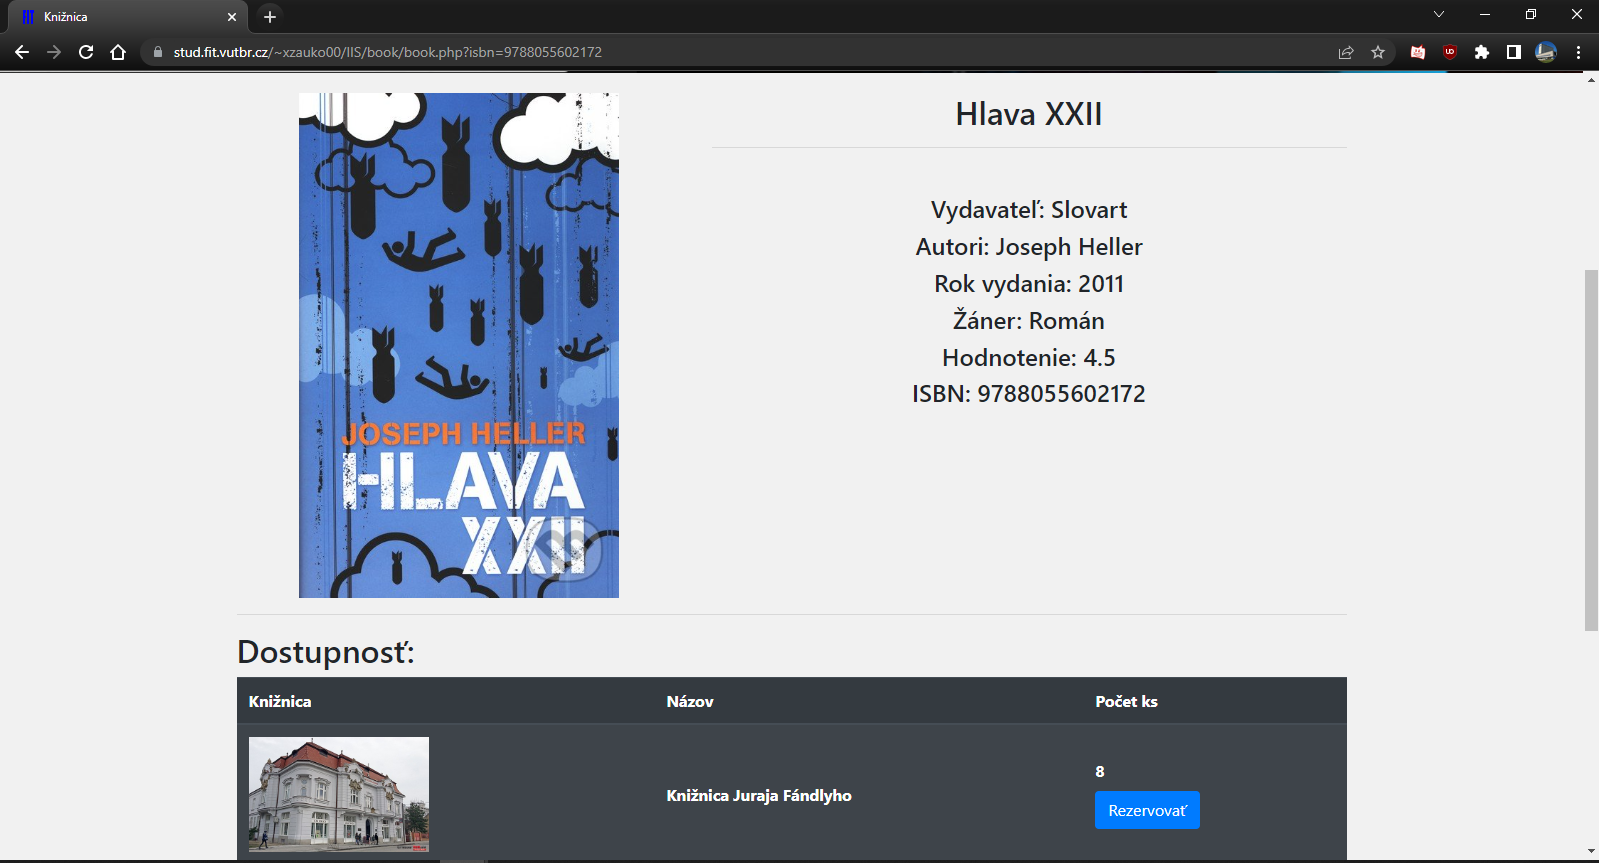 Knižnica
stud.fit.vutbr.cz/~xzauko00/IIS/book/book.php?isbn=9788055602172
JOSEPH HELLER
HLAVA
XXII
Hlava XXII
Vydavateľ: Slovart
Autori: Joseph Heller
Rok vydania: 2011
Žáner: Román
Hodnotenie: 4.5
ISBN: 9788055602172
Dostupnosť:
Knižnica Názov Počet ks
Knižnica Juraja Fándlyho
8
Rezervovať